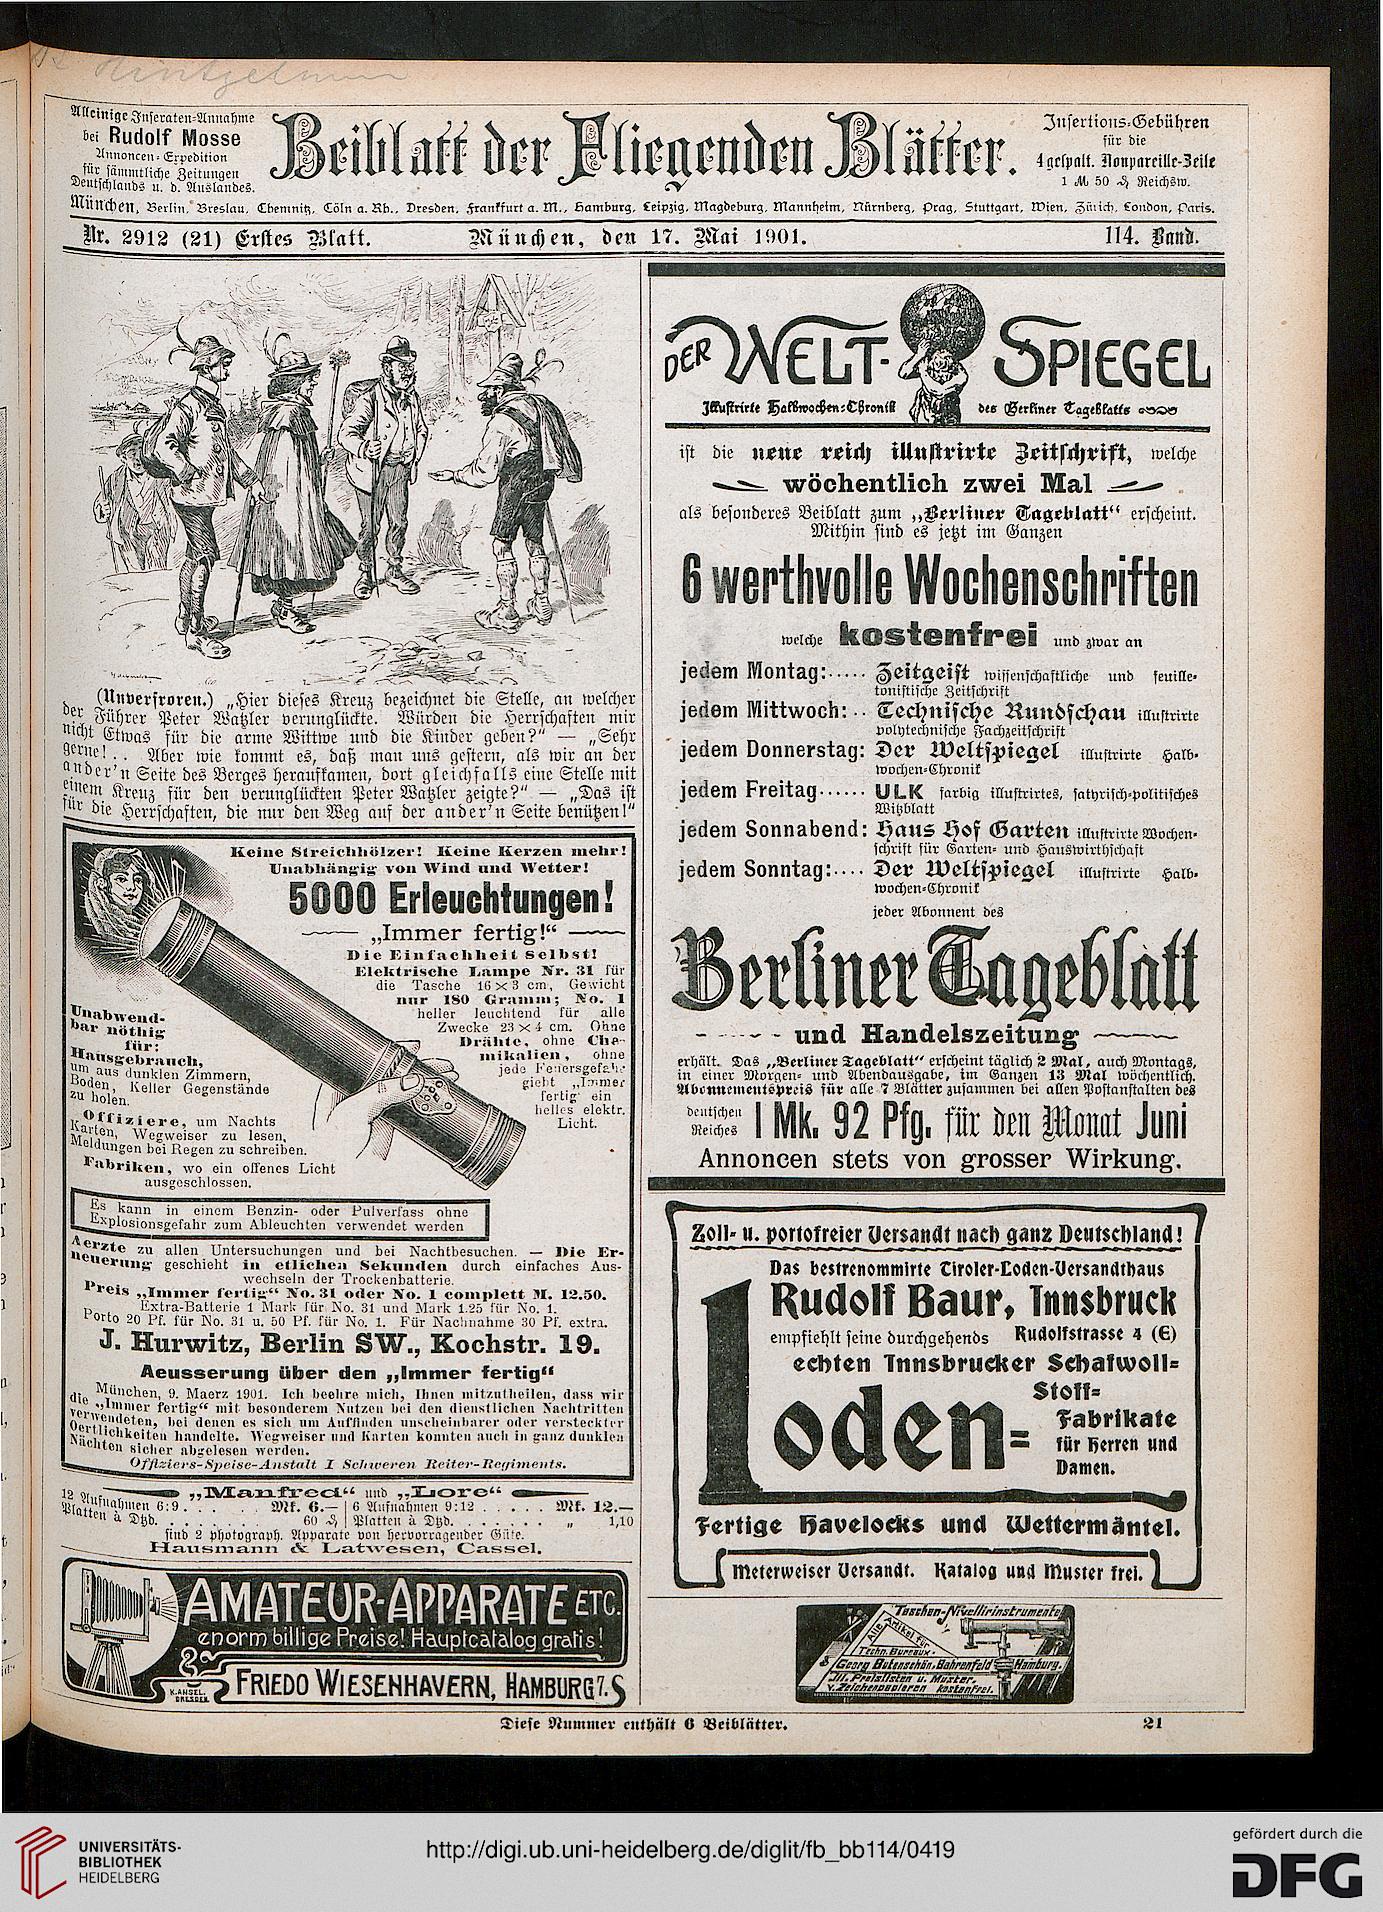 Alleinige Inseraten-Annahme
bei Rudolf Mosse
Annoncen-Expedition
für sämmtliche Zeitungen
Deutschlands u. d. Auslandes.
Beiblatt der Fliegenden Blätter.
Insertions-Gebühren
für die
4 gespalt. Nonpareille-Zeile
1 ℳ 50 ₰ Reichsw.
München, Berlin, Breslau, Chemnitz, Cöln a. Rh., Dresden, Frankfurt a. M., Hamburg, Leipzig, Magdeburg, Mannheim, Nürnberg, Prag, Stuttgart, Wien, Zürich, London, Paris.
Nr. 2912 (21) Erstes Blatt. München, den 17. Mai 1901. 114. Band.
(Unverfroren.) „Hier dieses Kreuz bezeichnet die Stelle, an welcher
der Führer Peter Watzler verunglückte. Würden die Herrschaften mir
nicht Etwas für die arme Wittwe und die Kinder geben?“ — „Sehr
gerne!.. Aber wie kommt es, daß man uns gestern, als wir an der
ander'n Seite des Berges heraufkamen, dort gleichfalls eine Stelle mit
einem Kreuz für den verunglückten Peter Watzler zeigte?“ — „Das ist
für die Herrschaften, die nur den Weg auf der ander'n Seite benützen!“
Keine Streichhölzer! Keine Kerzen mehr!
Unabhängig von Wind und Wetter!
5000 Erleuchtungen!
„Immer fertig!“
Die Einfachheit selbst!
Elektrische Lampe Nr. 31 für
die Tasche 16×3 cm, Gewicht
nur 180 Gramm; No. 1
heller leuchtend für alle
Zwecke 23×4 cm. Ohne
Drähte, ohne Che-
mikalien, ohne
jede Feuersgefahr
giebt „Immer
fertig' ein
helles elektr.
Licht.
Unabwend-
bar nöthig
für:
Hausgebrauch,
um aus dunklen Zimmern,
Boden, Keller Gegenstände
zu holen.
Offiziere, um Nachts
Karten, Wegweiser zu lesen,
Meldungen bei Regen zu schreiben.
Fabriken, wo ein offenes Licht
ausgeschlossen.
Es kann in einem Benzin- oder Pulverfass ohne
Explosionsgefahr zum Ableuchten verwendet werden
Aerzte zu allen Untersuchungen und bei Nachtbesuchen. — Die Er-
neuerung geschieht in etlichen Sekunden durch einfaches Aus-
wechseln der Trockenbatterie.
Preis „Immer fertig“ No. 31 oder No. 1 complett M. 12.50.
Extra-Batterie 1 Mark für No. 31 und Mark 1.25 für No. 1.
Porto 20 Pf. für No. 31 u. 50 Pf. für No. 1. Für Nachnahme 30 Pf. extra.
J. Hurwitz, Berlin SW., Kochstr. 19.
Aeusserung über den „Immer fertig“
München, 9. Maerz 1901. Ich beehre mich, Ihnen mitzutheilen, dass wir
die „Immer fertig“ mit besonderem Nutzen bei den dienstlichen Nachtritten
verwendeten, bei denen es sich um Auffinden unscheinbarer oder versteckter
Oertlichkeiten handelte. Wegweiser und Karten konnten auch in ganz dunklen
Nächten sicher abgelesen werden.
Offiziers-Speise-Anstalt I Schweren Reiter-Regiments.
„Manfred“ und „Lore“
12 Aufnahmen 6:9 . . . . . Mk. 6.— | 6 Aufnahmen 9:12 . . . . . Mk. 12.—
Platten à Dtzd. . . . . . . . . 60 ₰ | Platten à Dtzd. . . . . . . . „ 1,10
sind 2 photograph. Apparate von hervorragender Güte.
Hausmann & Latwesen, Cassel.
AMATEUR-APPARATE ETC.
enorm billige Preise! Hauptcatalog gratis!
K. ANSEL.
DRESDEN
FRIEDO WIESENHAVERN, HAMBURG 7.
DER WELT-SPIEGEL
Illustrirte Halbwochen-Chronik des Berliner Tageblatts
ist die neue reich illustrirte Zeitschrift, welche
wöchentlich zwei Mal
als besonderes Beiblatt zum „Berliner Tageblatt“ erscheint.
Mithin sind es jetzt im Ganzen
6 werthvolle Wochenschriften
welche kostenfrei und zwar an
jedem Montag:..... Zeitgeist wissenschaftliche und feuille-
tonistische Zeitschrift
jedem Mittwoch:.. Technische Rundschau illustrirte
polytechnische Fachzeitschrift
jedem Donnerstag: Der Weltspiegel illustrirte Halb-
wochen-Chronik
jedem Freitag...... ULK farbig illustrirtes, satyrisch-politisches
Witzblatt
jedem Sonnabend: Haus Hof Garten illustrirte Wochen-
schrift für Garten- und Hauswirthschaft
jedem Sonntag:.... Der Weltspiegel illustrirte Halb-
wochen-Chronik
jeder Abonnent des
Berliner Tageblatt
und Handelszeitung
erhält. Das „Berliner Tageblatt“ erscheint täglich 2 Mal, auch Montags,
in einer Morgen- und Abendausgabe, im Ganzen 13 Mal wöchentlich.
Abonnementspreis für alle 7 Blätter zusammen bei allen Postanstalten des
deutschen Reiches 1 Mk. 92 Pfg. für den Monat Juni
Annoncen stets von grosser Wirkung.
Zoll- u. portofreier Versandt nach ganz Deutschland!
Das bestrenommirte Tiroler-Loden-Versandthaus
Rudolf Baur, Innsbruck
empfiehlt seine durchgehends Rudolfstrasse 4 (E)
echten Innsbrucker Schafwoll-
Loden-
Stoff-
Fabrikate
für Herren und
Damen.
Fertige Havelocks und Wettermäntel.
Meterweiser Versandt. Katalog und Muster frei.
Taschen-Nivellirinstrumente
Alle Artikel für
Techn. Bureaux.
Georg Butenschön, Bahrenfeld b. Hamburg.
Ill. Preislisten u. Muster
v. Zeichenpapieren kostenfrei.
Diese Nummer enthält 6 Beiblätter.
21
UNIVERSITÄTS-
BIBLIOTHEK
HEIDELBERG
http://digi.ub.uni-heidelberg.de/diglit/fb_bb114/0419
gefördert durch die
DFG